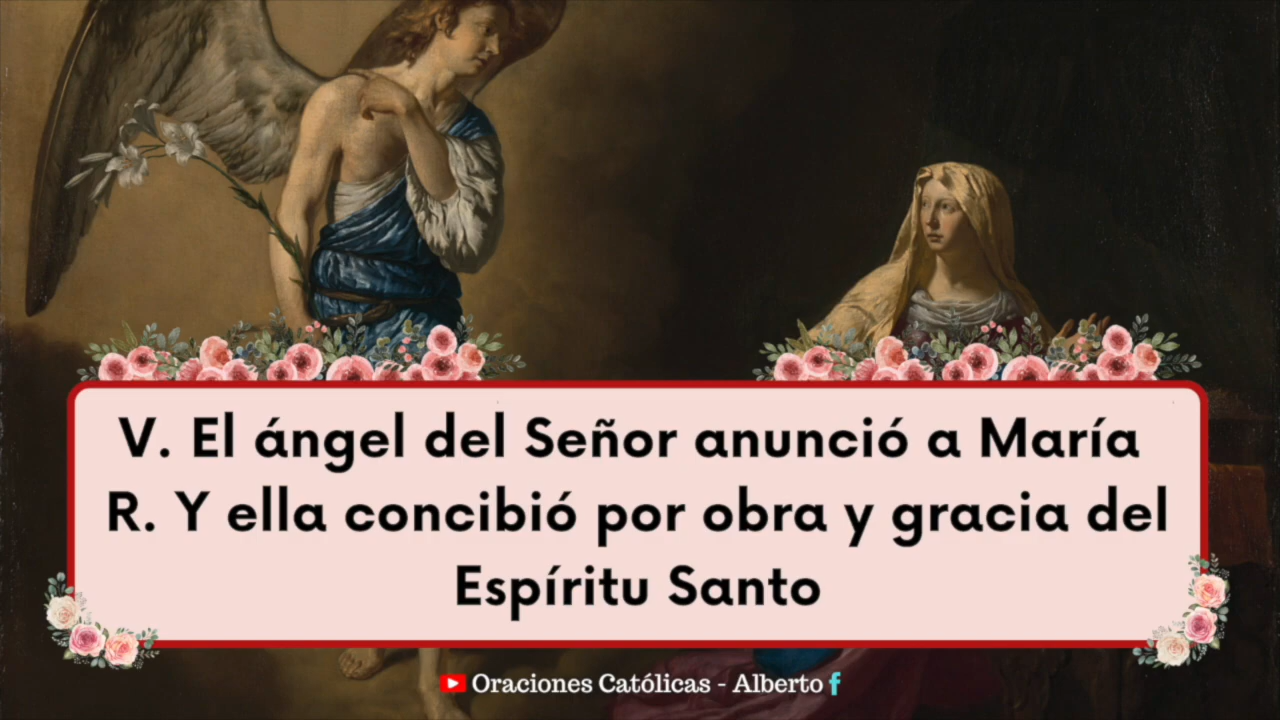 V. El ángel del Señor anunció a María
R. Y ella concibió por obra y gracia del
Espíritu Santo
Oraciones Católicas - Alberto